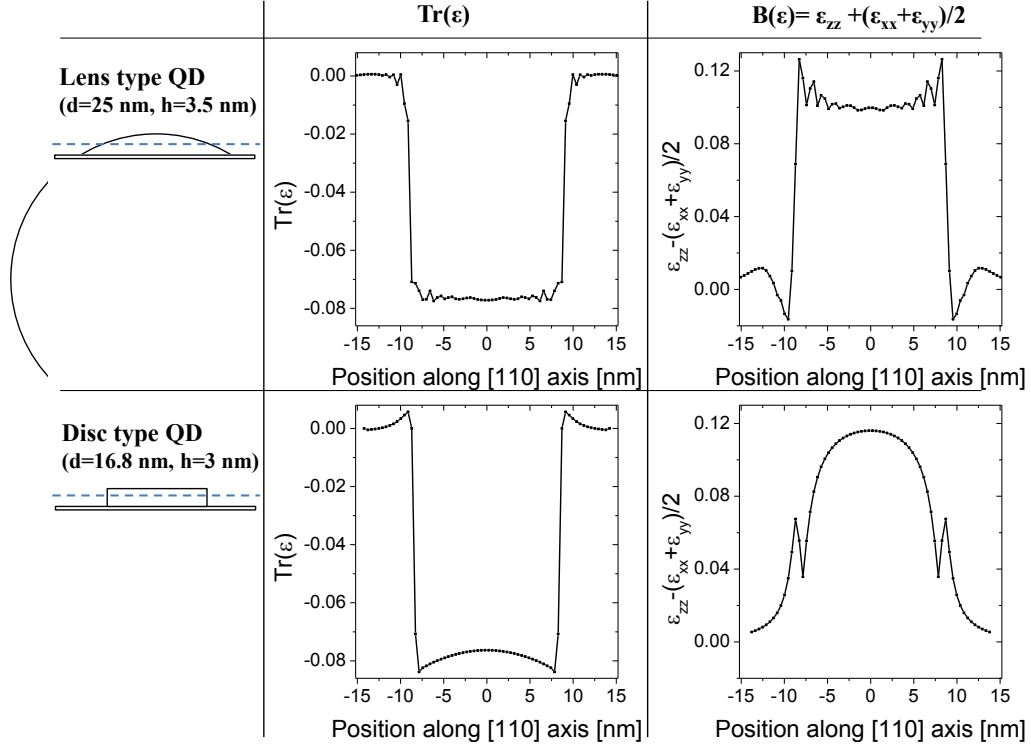 Tr(ε)
B(ε)= εzz +(εxx+εyy)/2
Lens type QD
(d=25 nm, h=3.5 nm)
Tr(ε)
0.00
-0.02
-0.04
-0.06
-0.08
-15 -10 -5 0 5 10 15
Position along [110] axis [nm]
εzz-(εxx+εyy)/2
0.12
0.08
0.04
0.00
-15 -10 -5 0 5 10 15
Position along [110] axis [nm]
Disc type QD
(d=16.8 nm, h=3 nm)
Tr(ε)
0.00
-0.02
-0.04
-0.06
-0.08
-15 -10 -5 0 5 10 15
Position along [110] axis [nm]
εzz-(εxx+εyy)/2
0.12
0.08
0.04
0.00
-15 -10 -5 0 5 10 15
Position along [110] axis [nm]